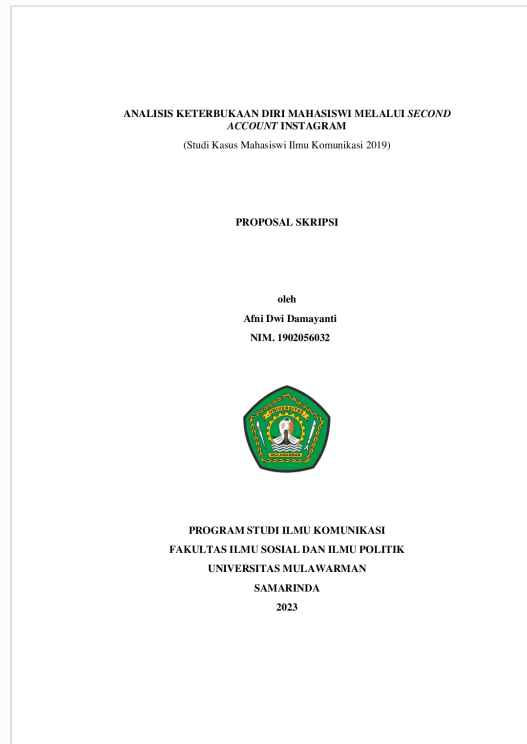 ANALISIS KETERBUKAAN DIRI MAHASISWI MELALUI SECOND
ACCOUNT INSTAGRAM
(Studi Kasus Mahasiswi Ilmu Komunikasi 2019)
PROPOSAL SKRIPSI
oleh
Afni Dwi Damayanti
NIM. 1902056032
UNIVERSITAS
MULAWARMAN
PROGRAM STUDI ILMU KOMUNIKASI
FAKULTAS ILMU SOSIAL DAN ILMU POLITIK
UNIVERSITAS MULAWARMAN
SAMARINDA
2023